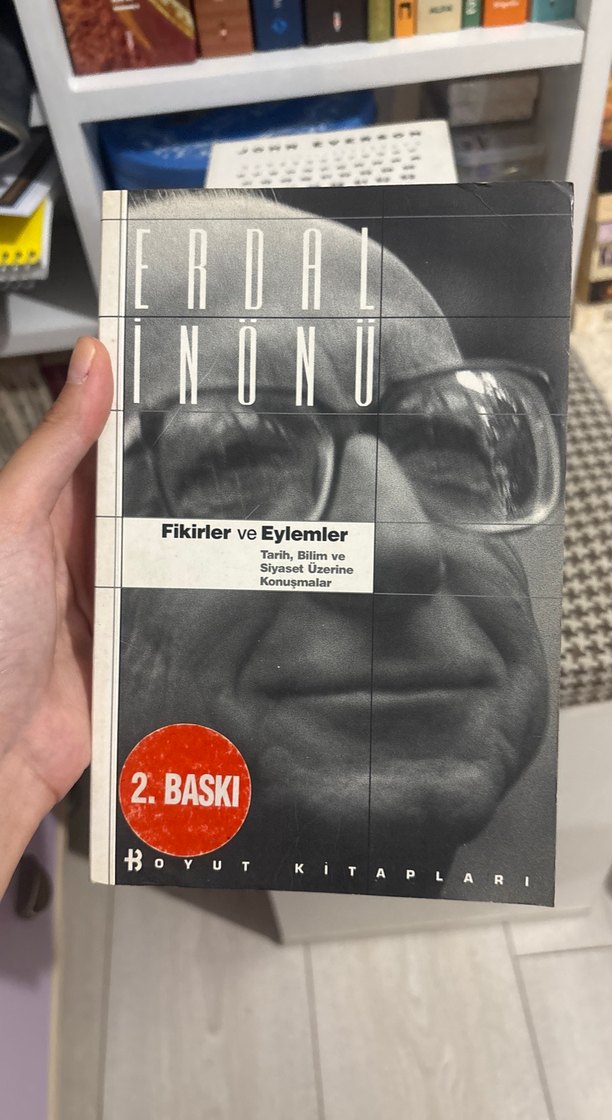 JOHN EVERSON
ERDAL
İNÖNÜ
Fikirler ve Eylemler
Tarih, Bilim ve
Siyaset Üzerine
Konuşmalar
2. BASKI
BOYUT KİTAPLARI